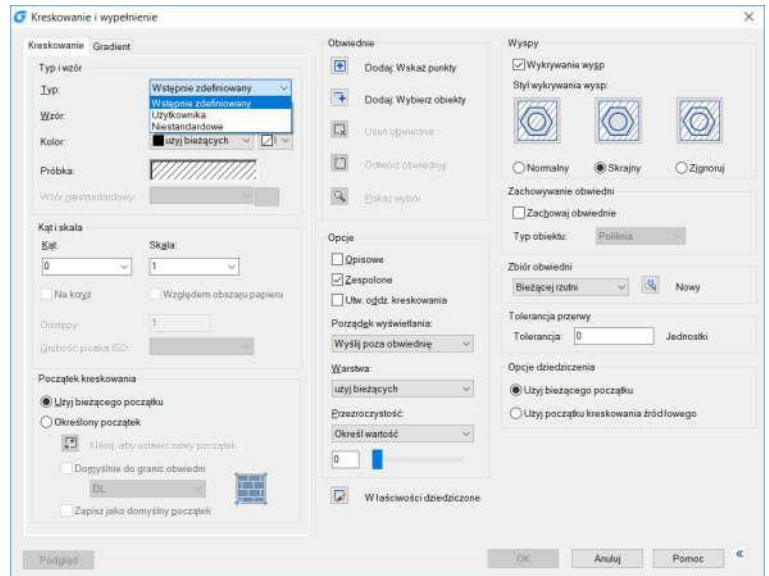 Kreskowanie i wypełnienie
Kreskowanie Gradient
Typ i wzór
Typ: Wstępnie zdefiniowany
Wstępnie zdefiniowany
Użytkownika
Niestandardowe
Wzór:
Kolor: użyj bieżących
Próbka:
Wzór niestandardowy:
Kąt i skala
Kąt: Skala:
0 1
Na krzyż Względem obszaru papieru
Odstępy: 1
Grubość pisaka ISO:
Początek kreskowania
Użyj bieżącego początku
Określony początek
Kliknij, aby ustawić nowy początek
Domyślnie do granic obwiedni
DL
Zapisz jako domyślny początek
Podgląd
Obwiednie
Dodaj: Wskaż punkty
Dodaj: Wybierz obiekty
Usuń obwiednie
Odtwórz obwiednię
Pokaż wybór
Opcje
Opisowe
Zespolone
Utw. oddz. kreskowania
Porządek wyświetlania:
Wyślij poza obwiednię
Warstwa:
użyj bieżących
Przezroczystość:
Określ wartość
0
Właściwości dziedziczone
Wyspy
Wykrywanie wysp
Styl wykrywania wysp:
Normalny Skrajny Zignoruj
Zachowywanie obwiedni
Zachowaj obwiednie
Typ obiektu: Polilinia
Zbiór obwiedni
Bieżącej rzutni Nowy
Tolerancja przerwy
Tolerancja: 0 Jednostki
Opcje dziedziczenia
Użyj bieżącego początku
Użyj początku kreskowania źródłowego
OK Anuluj Pomoc